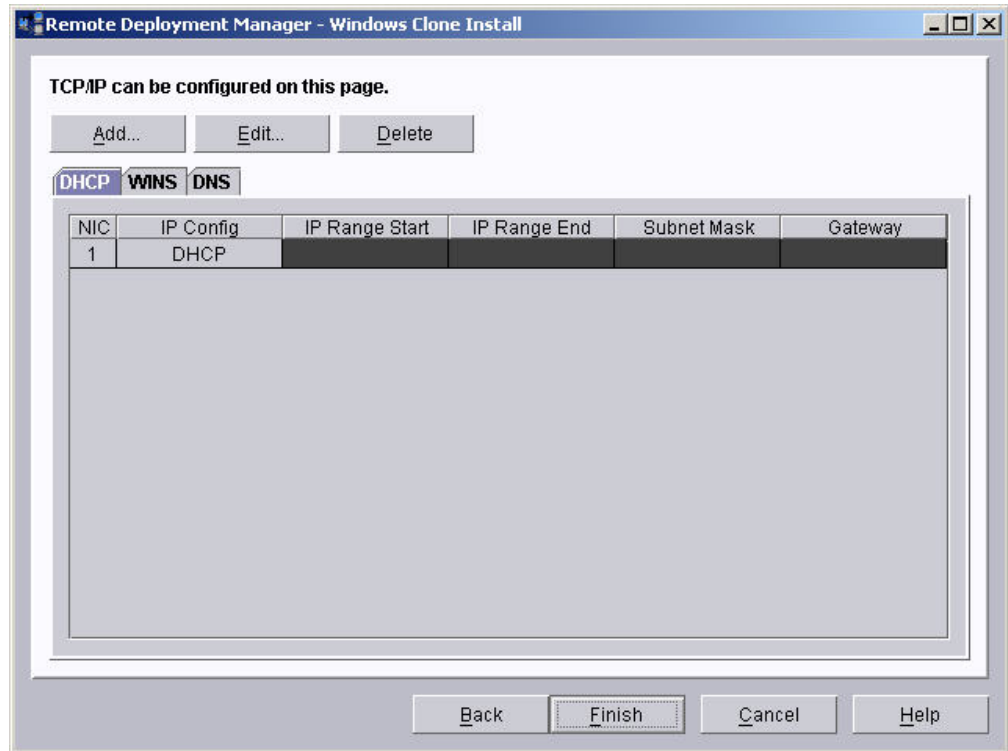 Remote Deployment Manager - Windows Clone Install
TCP/IP can be configured on this page.
Add... Edit... Delete
DHCP WINS DNS
NIC IP Config IP Range Start IP Range End Subnet Mask Gateway
1 DHCP
Back Finish Cancel Help